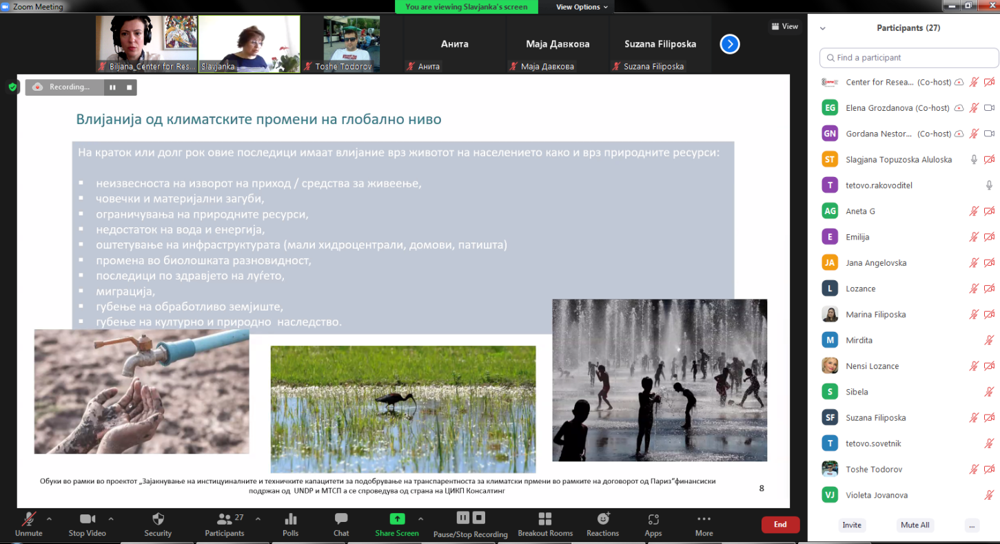 Zoom Meeting
You are viewing Slavjanka's screen
View Options
Biljana_Center for Res...
Slavjanka
Toshe Todorov
Анита
Анита
Маја Давкова
Маја Давкова
Suzana Filiposka
Suzana Filiposka
View
Recording...
Влијанија од климатските промени на глобално ниво
На краток или долг рок овие последици имаат влијание врз животот на населението како и врз природните ресурси:
▪ неизвесноста на изворот на приход / средства за живеење,
▪ човечки и материјални загуби,
▪ ограничувања на природните ресурси,
▪ недостаток на вода и енергија,
▪ оштетување на инфраструктурата (мали хидроцентрали, домови, патишта)
▪ промена во биолошката разновидност,
▪ последици по здравјето на луѓето,
▪ миграција,
▪ губење на обработливо земјиште,
▪ губење на културно и природно наследство.
Обуки во рамки во проектот „Зајакнување на инстицуиналните и техничките капацитети за подобрување на транспарентноста за климатски прмени во рамките на договорот од Париз“финансиски
подржан од UNDP и МТСП а се спроведува од страна на ЦИКП Консалтинг
8
Participants (27)
Find a participant
Center for Resea... (Co-host)
EG Elena Grozdanova (Co-host)
GN Gordana Nestor... (Co-host)
ST Slagjana Topuzoska Aluloska
T tetovo.rakovoditel
AG Aneta G
E Emilija
JA Jana Angelovska
L Lozance
Marina Filiposka
M Mirdita
Nensi Lozance
S Sibela
SF Suzana Filiposka
T tetovo.sovetnik
Toshe Todorov
VJ Violeta Jovanova
Invite
Mute All
...
Unmute
Stop Video
Security
27
Participants
Polls
Chat
Share Screen
Pause/Stop Recording
Breakout Rooms
Reactions
Apps
More
End